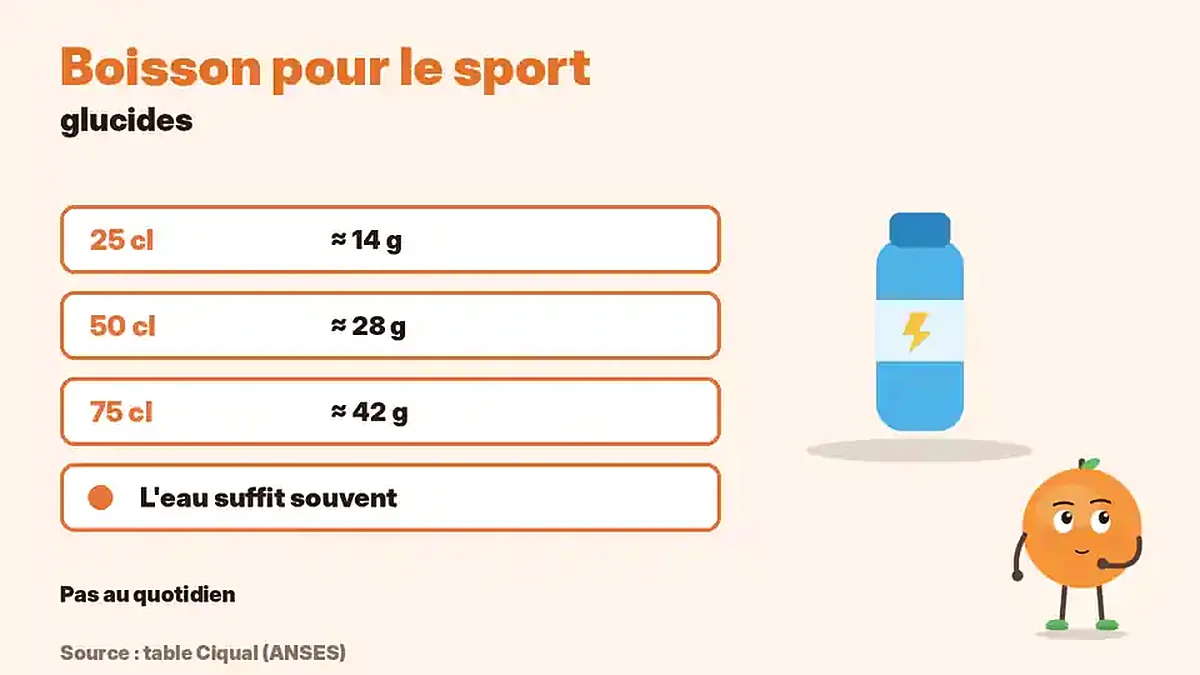 Boisson pour le sport
glucides
25 cl ≈ 14 g
50 cl ≈ 28 g
75 cl ≈ 42 g
L'eau suffit souvent
Pas au quotidien
Source : table Ciqual (ANSES)